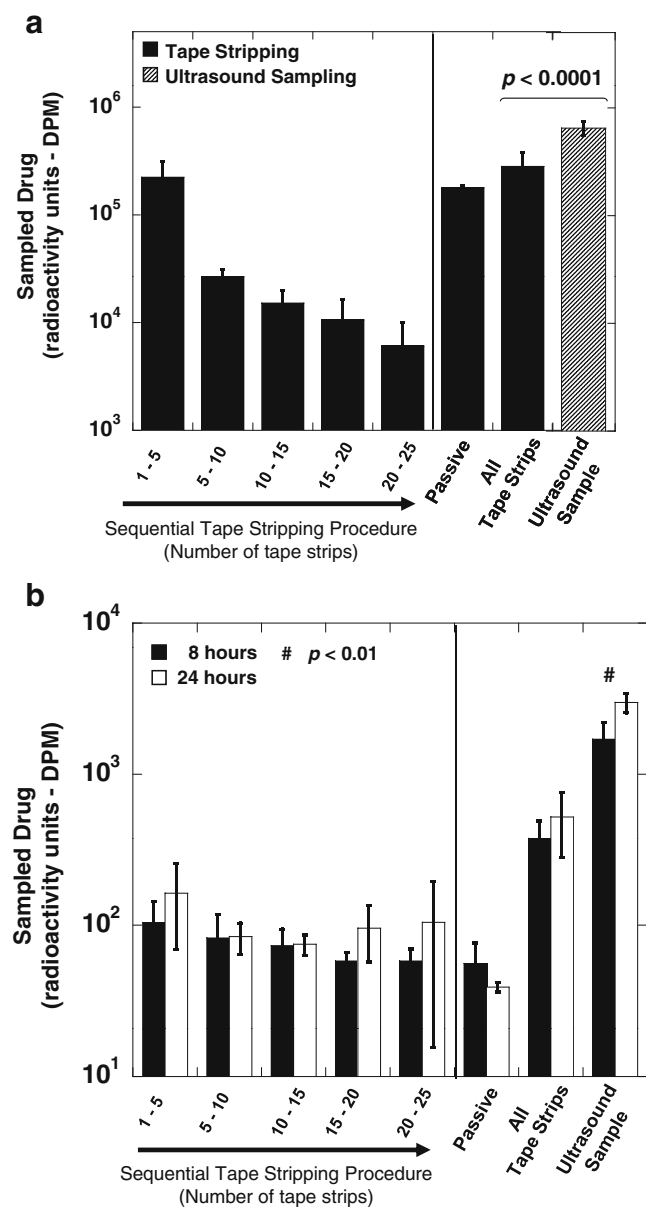 a
Tape Stripping
Ultrasound Sampling
p < 0.0001
10^6
10^5
10^4
10^3
Sampled Drug
(radioactivity units - DPM)
1 - 5
5 - 10
10 - 15
15 - 20
20 - 25
Passive
All
Tape Strips
Ultrasound
Sample
Sequential Tape Stripping Procedure
(Number of tape strips)
b
8 hours # p < 0.01
24 hours
#
10^4
10^3
10^2
10^1
Sampled Drug
(radioactivity units - DPM)
1 - 5
5 - 10
10 - 15
15 - 20
20 - 25
Passive
All
Tape Strips
Ultrasound
Sample
Sequential Tape Stripping Procedure
(Number of tape strips)